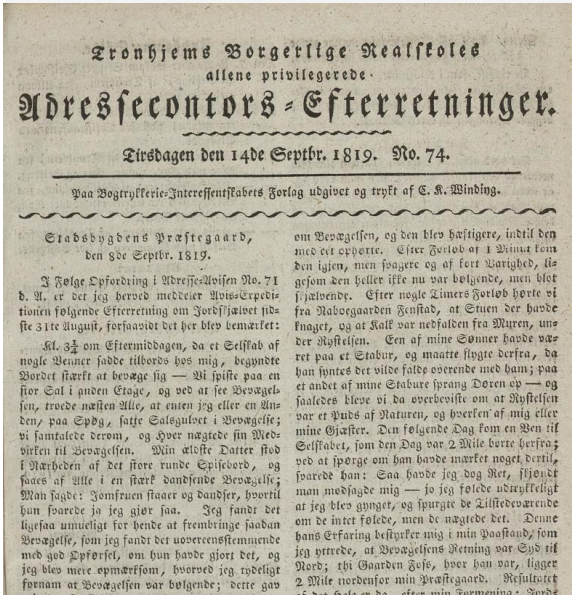 Tronhjems Borgerlige Realskoles
allene privilegerede
Adressecontors-Efterretninger.
Tirsdagen den 14de Septbr. 1819. No. 74.
Paa Bogtrykkerie-Interessentskabets Forlag udgivet og trykt af C. K. Winding.
Stadsbygdens Præstegaard,
den 8de Septbr. 1819.
I Følge Opfordring i Adresse-Avisen No. 71
d. A. er det jeg herved meddeler Avis-Expedi-
tionen følgende Efterretning om Jordskjælvet sid-
ste 31te August, forsaavidt det her blev bemærket:
Kl. 3¼ om Eftermiddagen, da et Selskab af
nogle Venner sadde tilbords hos mig, begyndte
Bordet stærkt at bevæge sig — Vi spiste paa en
stor Sal i anden Etage, og ved at see Bevægel-
sen, troede næsten Alle, at enten jeg eller en An-
den, paa Spøg, satte Salsgulvet i Bevægelse;
vi samtalede derom, og Hver nægtede sin Med-
virken til Bevægelsen. Min ældste Datter stod
i Nærheden af det store runde Spisebord, og
saaes af Alle i en stærk dandsende Bevægelse;
Man sagde: Jomfruen staaer og dandser, hvortil
hun svarede ja jeg gjør saa. Jeg fandt det
ligesaa umueligt for hende at frembringe saadan
Bevægelse, som jeg fandt det uovereensstemmende
med god Opførsel, om hun havde gjort det, og
jeg blev mere opmærksom, hvorved jeg tydeligt
fornam at Bevægelsen var bølgende; dette gav
om Bevægelsen, og den blev hæftigere, indtil den
med eet ophørte. Efter Forløb af 1 Minut kom
den igjen, men svagere og af kort Varighed, li-
gesom den heller ikke nu var bølgende, men blot
skjælvende. Efter nogle Timers Forløb hørte vi
fra Nabogaarden Fenstad, at Stuen der havde
knaget, og at Kalk var nedfalden fra Muren, un-
der Rystelsen. Een af mine Sønner havde væ-
ret paa et Stabur, og maatte flygte derfra, da
han syntes det vilde falde overende med ham; paa
et andet af mine Stabure sprang Døren op — og
saaledes bleve vi da overbeviste om at Rystelsen
var et Puds af Naturen, og hverken af mig eller
mine Gjæster. Den følgende Dag kom en Ven til
Selskabet, som den Dag var 2 Mile borte herfra;
ved at spørge om han havde mærket noget dertil,
svarede han: Saa havde jeg dog Ret, skjøndt
man modsagde mig — jo jeg følede udtrykkeligt
at jeg blev gynget, og spurgte de Tilstedeværende
om de intet følede, men de nægtede det. Denne
hans Erfaring bestyrker mig i min Paastand, som
jeg yttrede, at Bevægelsens Retning var Syd til
Nord; thi Gaarden Fess, hvor han var, ligger
2 Mile nordenfor min Præstegaard. Resultatet